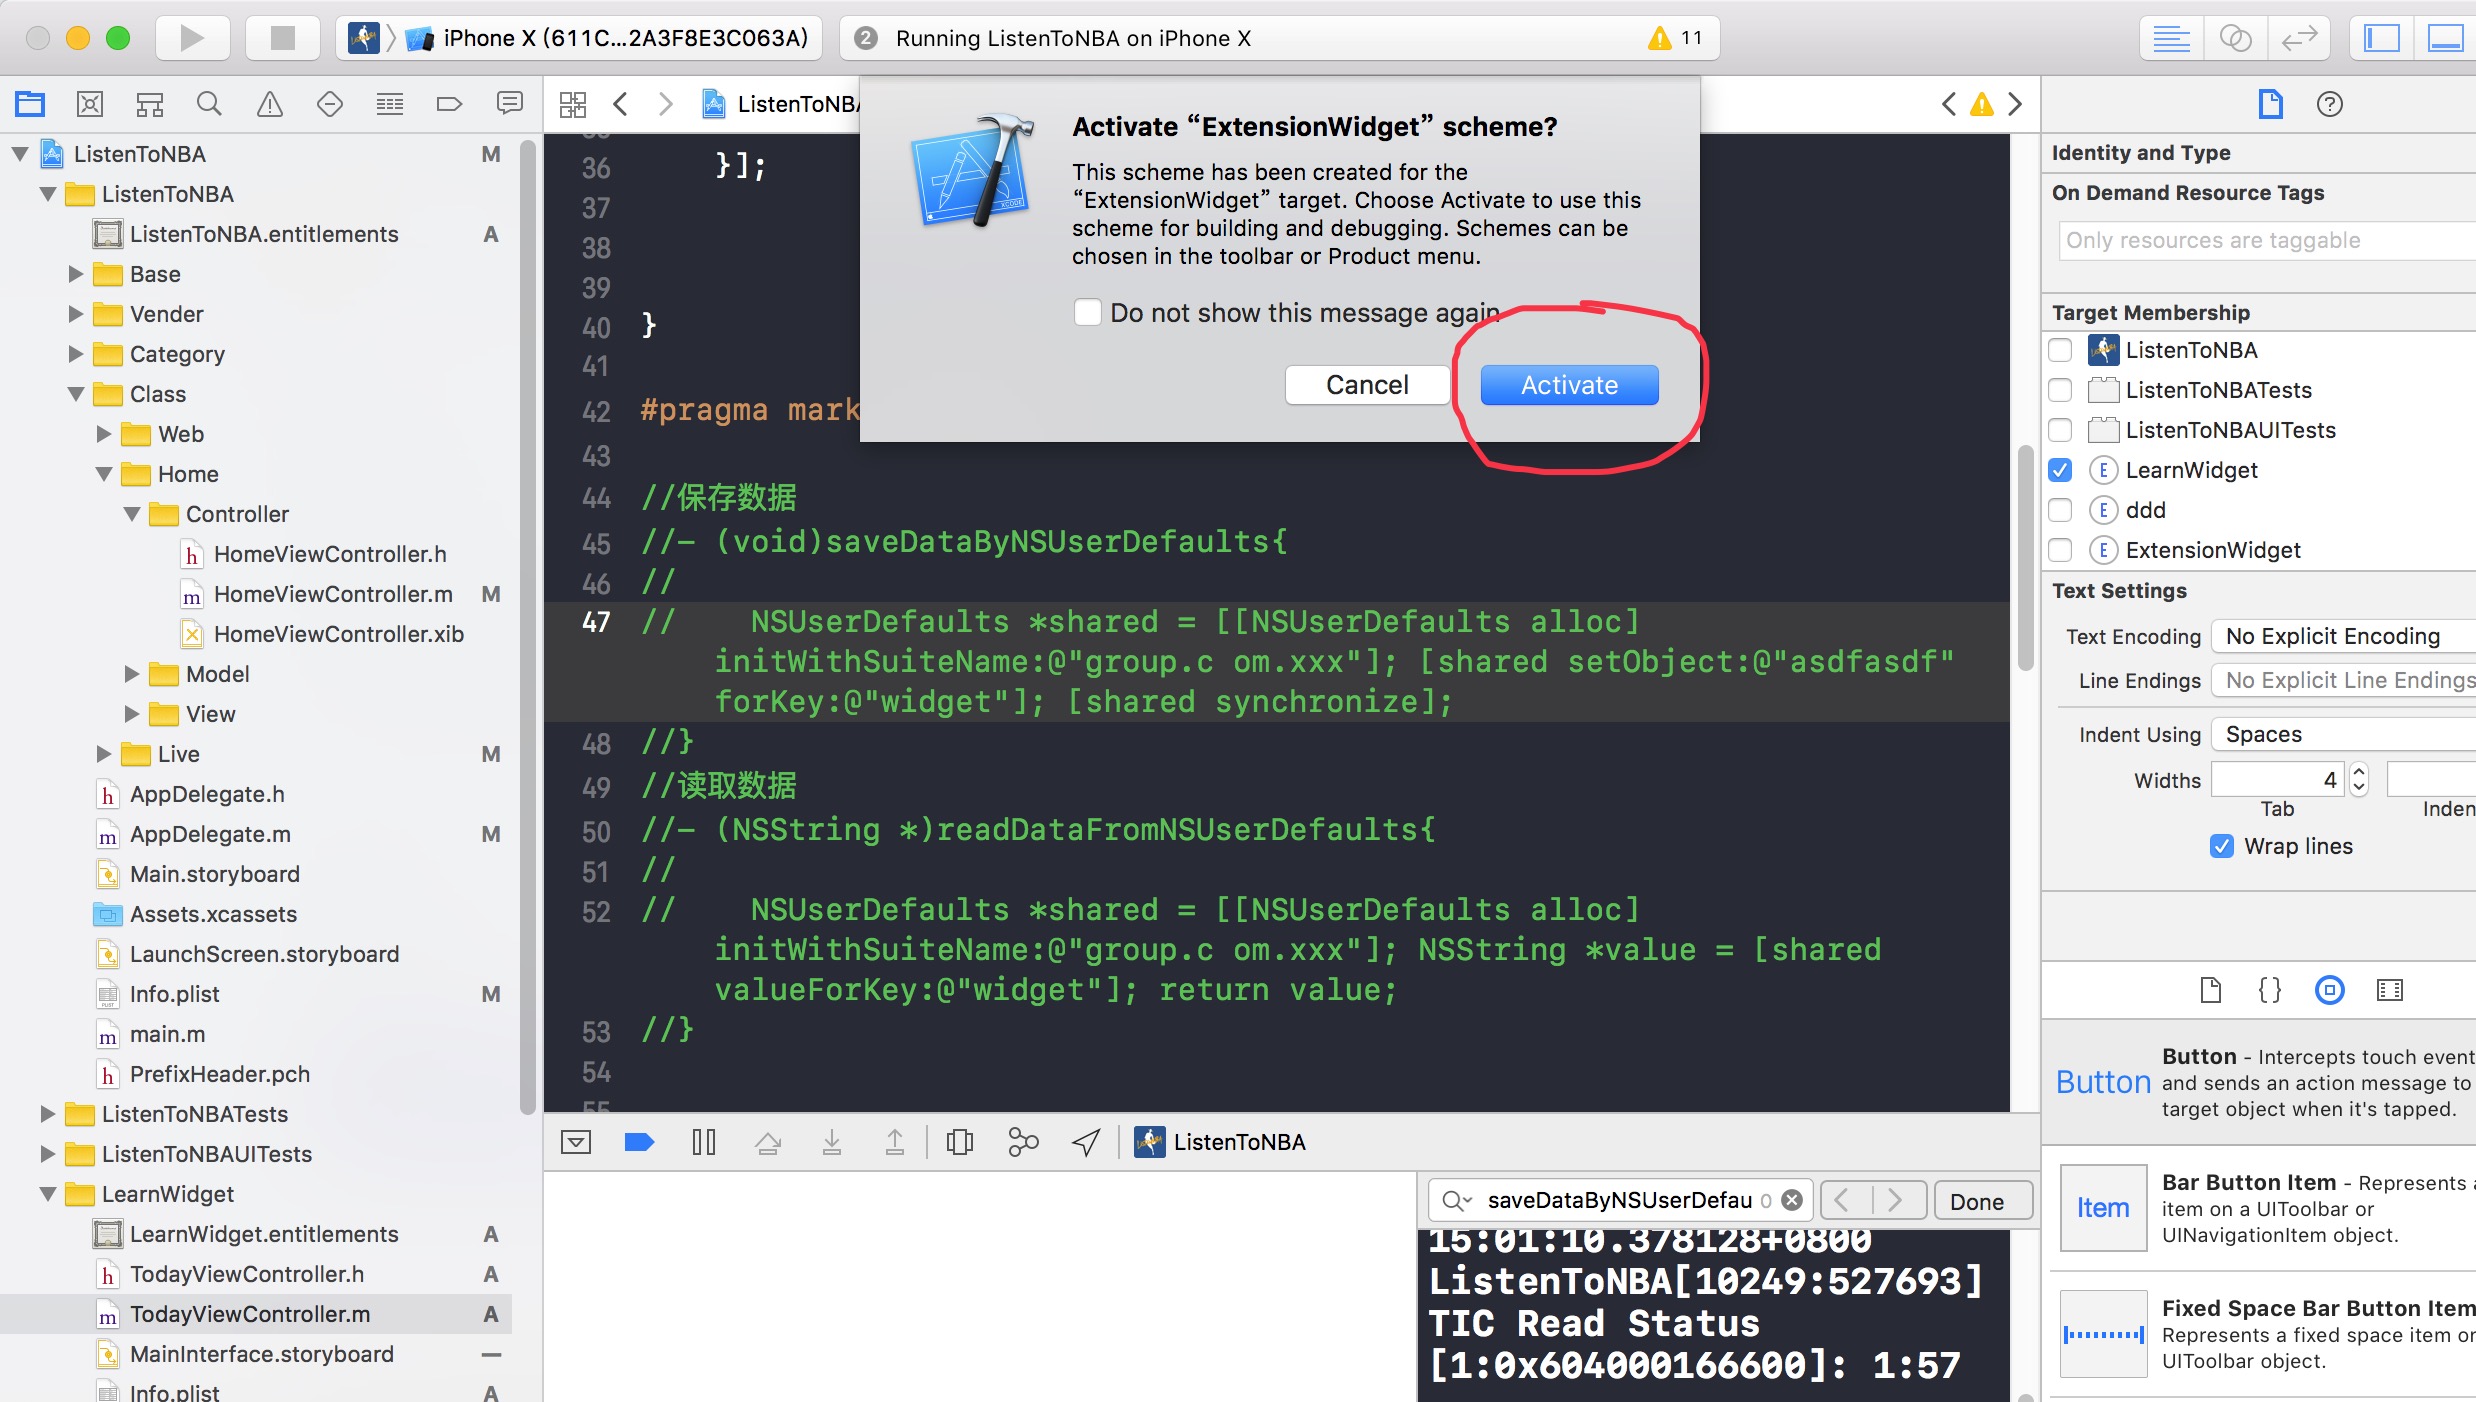 iPhone X (611C...2A3F8E3C063A)
2 Running ListenToNBA on iPhone X
11
ListenToNBA M
ListenToNBA
ListenToNBA.entitlements A
Base
Vender
Category
Class
Web
Home
Controller
HomeViewController.h
HomeViewController.m M
HomeViewController.xib
Model
View
Live M
AppDelegate.h
AppDelegate.m M
Main.storyboard
Assets.xcassets
LaunchScreen.storyboard
Info.plist M
main.m
PrefixHeader.pch
ListenToNBATests
ListenToNBAUITests
LearnWidget
LearnWidget.entitlements A
TodayViewController.h A
TodayViewController.m A
MainInterface.storyboard —
Info.plist A
ListenToNBA
Activate “ExtensionWidget” scheme?
This scheme has been created for the
“ExtensionWidget” target. Choose Activate to use this
scheme for building and debugging. Schemes can be
chosen in the toolbar or Product menu.
Do not show this message again
Cancel
Activate
36 }];
37
38
39
40 }
41
42 #pragma mark
43
44 //保存数据
45 //- (void)saveDataByNSUserDefaults{
46 //
47 // NSUserDefaults *shared = [[NSUserDefaults alloc]
initWithSuiteName:@"group.c om.xxx"]; [shared setObject:@"asdfasdf"
forKey:@"widget"]; [shared synchronize];
48 //}
49 //读取数据
50 //- (NSString *)readDataFromNSUserDefaults{
51 //
52 // NSUserDefaults *shared = [[NSUserDefaults alloc]
initWithSuiteName:@"group.c om.xxx"]; NSString *value = [shared
valueForKey:@"widget"]; return value;
53 //}
54
55
ListenToNBA
saveDataByNSUserDefau 0
Done
15:01:10.378128+0800
ListenToNBA[10249:527693]
TIC Read Status
[1:0x604000166600]: 1:57
Identity and Type
On Demand Resource Tags
Only resources are taggable
Target Membership
ListenToNBA
ListenToNBATests
ListenToNBAUITests
E LearnWidget
E ddd
E ExtensionWidget
Text Settings
Text Encoding No Explicit Encoding
Line Endings No Explicit Line Endings
Indent Using Spaces
Widths 4
Tab Inden
Wrap lines
Button
Button - Intercepts touch event
and sends an action message to
target object when it's tapped.
Item
Bar Button Item - Represents a
item on a UIToolbar or
UINavigationItem object.
Fixed Space Bar Button Item
Represents a fixed space item on
UIToolbar object.